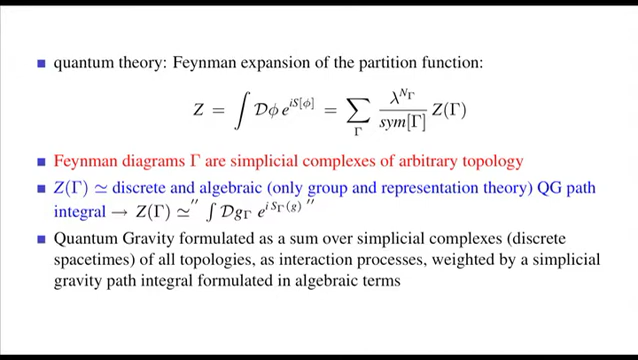 quantum theory: Feynman expansion of the partition function:
Z = ∫ 𝒟ϕ e^{iS[ϕ]} = ∑_Γ λ^{N_Γ} / sym[Γ] Z(Γ)
Feynman diagrams Γ are simplicial complexes of arbitrary topology
Z(Γ) ≃ discrete and algebraic (only group and representation theory) QG path
integral → Z(Γ) ≃" ∫ 𝒟g_Γ e^{i S_Γ(g)} "
Quantum Gravity formulated as a sum over simplicial complexes (discrete
spacetimes) of all topologies, as interaction processes, weighted by a simplicial
gravity path integral formulated in algebraic terms